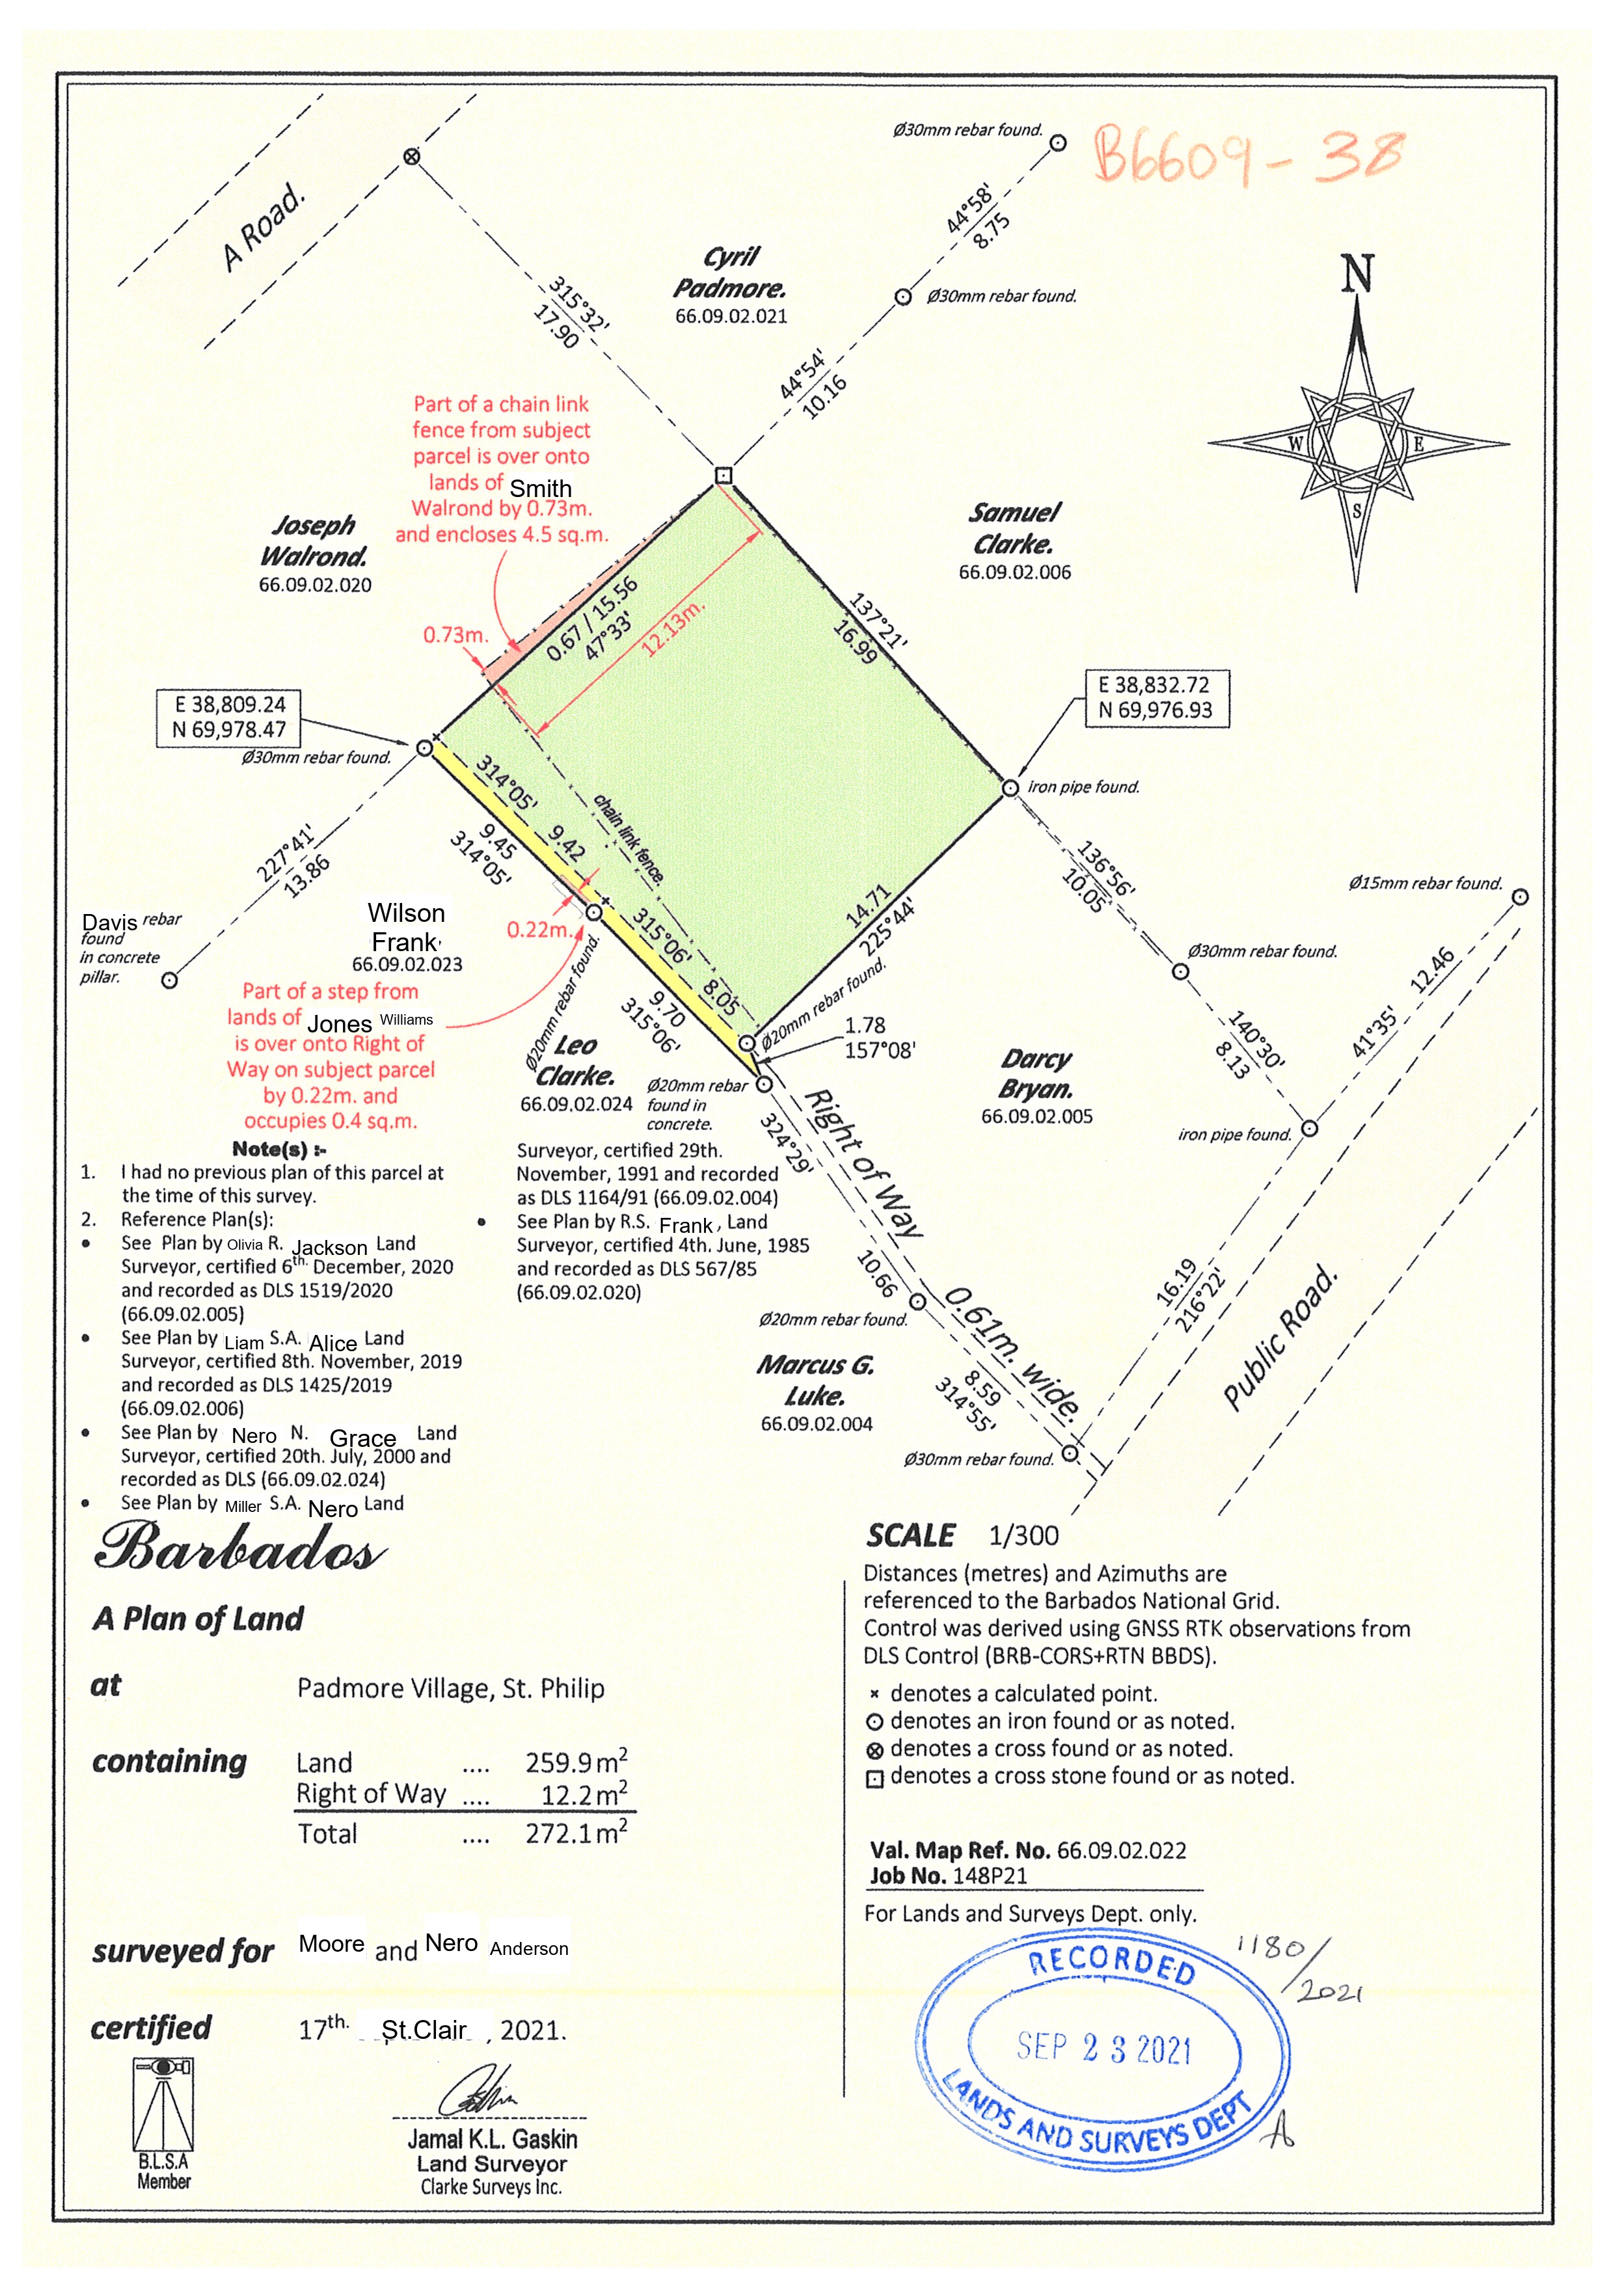 Ø30mm rebar found.
B6609-38
A Road.
44°58'
8.75
Cyril
Padmore.
66.09.02.021
Ø30mm rebar found.
N
315°32'
17.90
44°54'
10.16
W
E
S
Part of a chain link
fence from subject
parcel is over onto
lands of Smith
Walrond by 0.73m.
and encloses 4.5 sq.m.
Joseph
Walrond.
66.09.02.020
Samuel
Clarke.
66.09.02.006
0.73m.
0.67 / 15.56
47°33'
12.13m.
137°21'
16.99
E 38,809.24
N 69,978.47
E 38,832.72
N 69,976.93
Ø30mm rebar found.
iron pipe found.
314°05'
9.42
9.45
314°05'
chain link fence.
227°41'
13.86
14.71
225°44'
136°56'
10.05
Ø15mm rebar found.
Davis rebar
found
in concrete
pillar.
Wilson
Frank
66.09.02.023
0.22m.
315°06'
8.05
9.70
315°06'
Ø20mm rebar found.
Ø20mm rebar found.
Ø30mm rebar found.
12.46
41°35'
Part of a step from
lands of Jones Williams
is over onto Right of
Way on subject parcel
by 0.22m. and
occupies 0.4 sq.m.
Leo
Clarke.
66.09.02.024
Ø20mm rebar
found in
concrete.
1.78
157°08'
Darcy
Bryan.
66.09.02.005
140°30'
8.13
iron pipe found.
324°29'
10.66
Right of Way
0.61m. wide.
Ø20mm rebar found.
16.19
216°22'
Public Road.
Marcus G.
Luke.
66.09.02.004
8.59
314°55'
Ø30mm rebar found.
Note(s) :-
1. I had no previous plan of this parcel at
the time of this survey.
2. Reference Plan(s):
• See Plan by Olivia R. Jackson Land
Surveyor, certified 6th. December, 2020
and recorded as DLS 1519/2020
(66.09.02.005)
• See Plan by Liam S.A. Alice Land
Surveyor, certified 8th. November, 2019
and recorded as DLS 1425/2019
(66.09.02.006)
• See Plan by Nero N. Grace Land
Surveyor, certified 20th. July, 2000 and
recorded as DLS (66.09.02.024)
• See Plan by Miller S.A. Nero Land
Surveyor, certified 29th.
November, 1991 and recorded
as DLS 1164/91 (66.09.02.004)
• See Plan by R.S. Frank, Land
Surveyor, certified 4th. June, 1985
and recorded as DLS 567/85
(66.09.02.020)
Barbados
A Plan of Land
at Padmore Village, St. Philip
containing Land .... 259.9 m²
Right of Way .... 12.2 m²
Total .... 272.1 m²
surveyed for Moore and Nero Anderson
certified 17th. St.Clair, 2021.
B.L.S.A
Member
Jamal K.L. Gaskin
Land Surveyor
Clarke Surveys Inc.
SCALE 1/300
Distances (metres) and Azimuths are
referenced to the Barbados National Grid.
Control was derived using GNSS RTK observations from
DLS Control (BRB-CORS+RTN BBDS).
× denotes a calculated point.
⊙ denotes an iron found or as noted.
⊗ denotes a cross found or as noted.
⊡ denotes a cross stone found or as noted.
Val. Map Ref. No. 66.09.02.022
Job No. 148P21
For Lands and Surveys Dept. only.
1180/2021
RECORDED
SEP 23 2021
LANDS AND SURVEYS DEPT
A